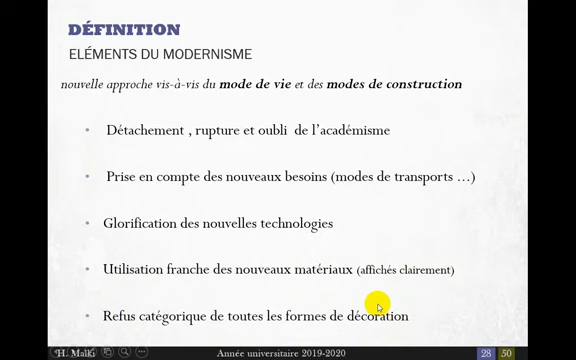 DÉFINITION
ELÉMENTS DU MODERNISME
nouvelle approche vis-à-vis du mode de vie et des modes de construction
• Détachement , rupture et oubli de l'académisme
• Prise en compte des nouveaux besoins (modes de transports …)
• Glorification des nouvelles technologies
• Utilisation franche des nouveaux matériaux (affichés clairement)
• Refus catégorique de toutes les formes de décoration
H. Malki Année universitaire 2019-2020 28 50